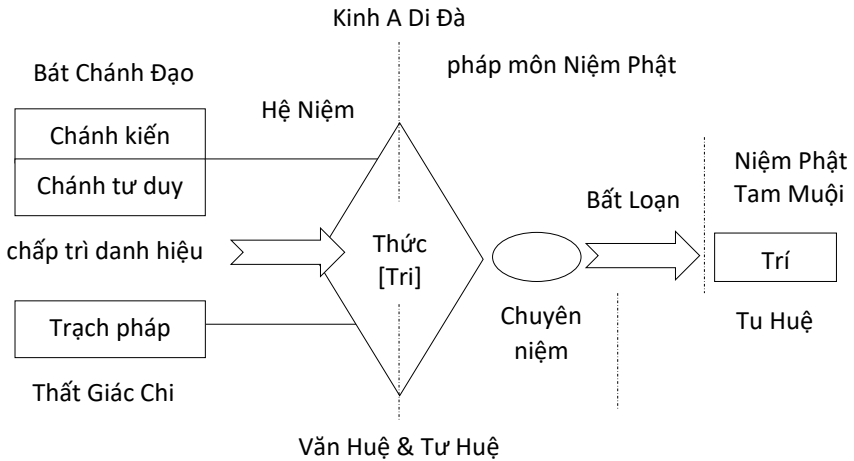 Kinh A Di Đà
pháp môn Niệm Phật
Bát Chánh Đạo
Hệ Niệm
Chánh kiến
Chánh tư duy
chấp trì danh hiệu
Thức
[Tri]
Bất Loạn
Niệm Phật
Tam Muội
Trí
Trạch pháp
Chuyên
niệm
Tu Huệ
Thất Giác Chi
Văn Huệ & Tư Huệ